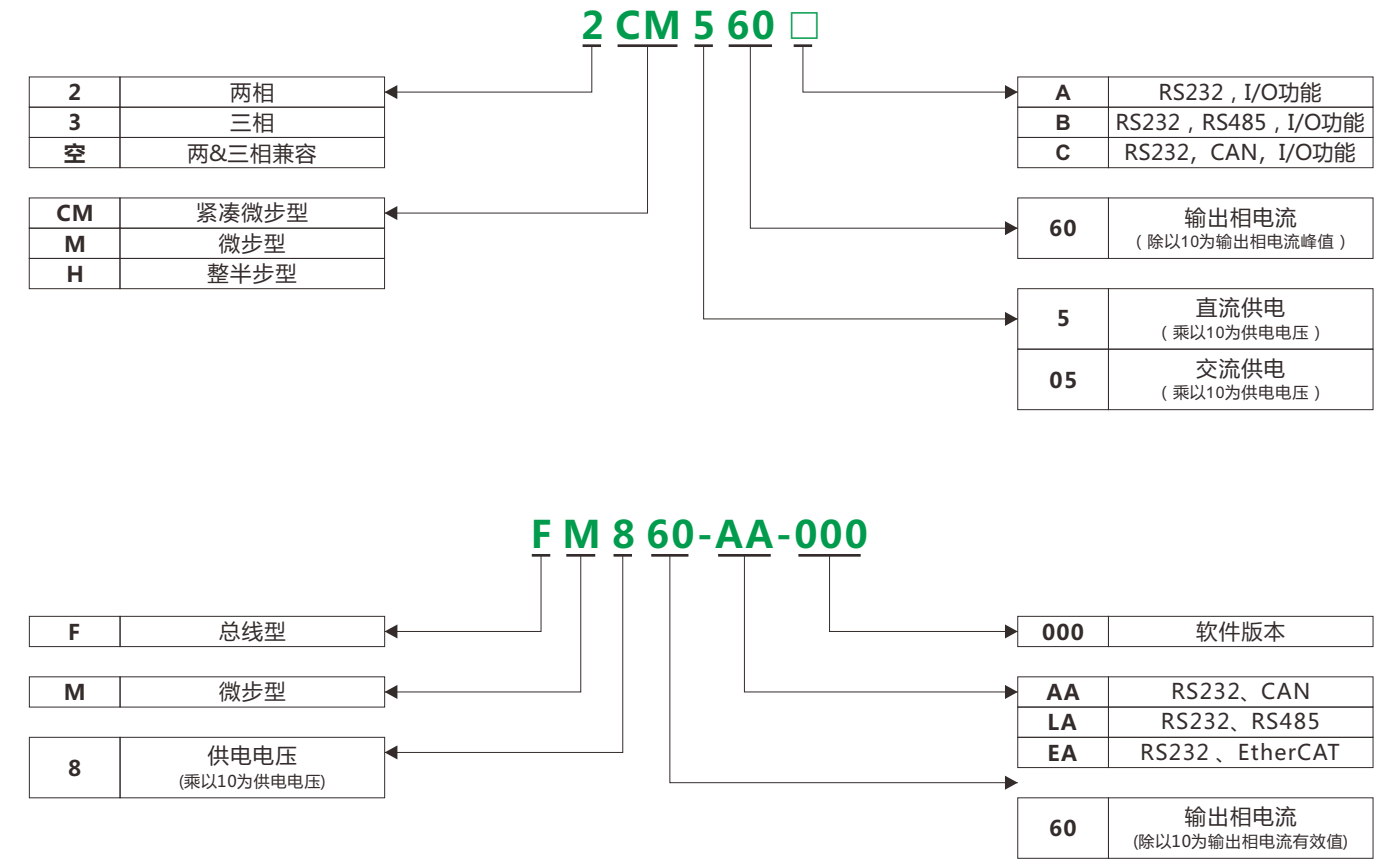 2 CM 5 60 □
2 两相
3 三相
空 两&三相兼容
CM 紧凑微步型
M 微步型
H 整半步型
A RS232 , I/O功能
B RS232 , RS485 , I/O功能
C RS232, CAN, I/O功能
60 输出相电流
( 除以10为输出相电流峰值 )
5 直流供电
( 乘以10为供电电压 )
05 交流供电
( 乘以10为供电电压 )
F M 8 60-AA-000
F 总线型
M 微步型
8 供电电压
(乘以10为供电电压)
000 软件版本
AA RS232、CAN
LA RS232、RS485
EA RS232 、EtherCAT
60 输出相电流
(除以10为输出相电流有效值)